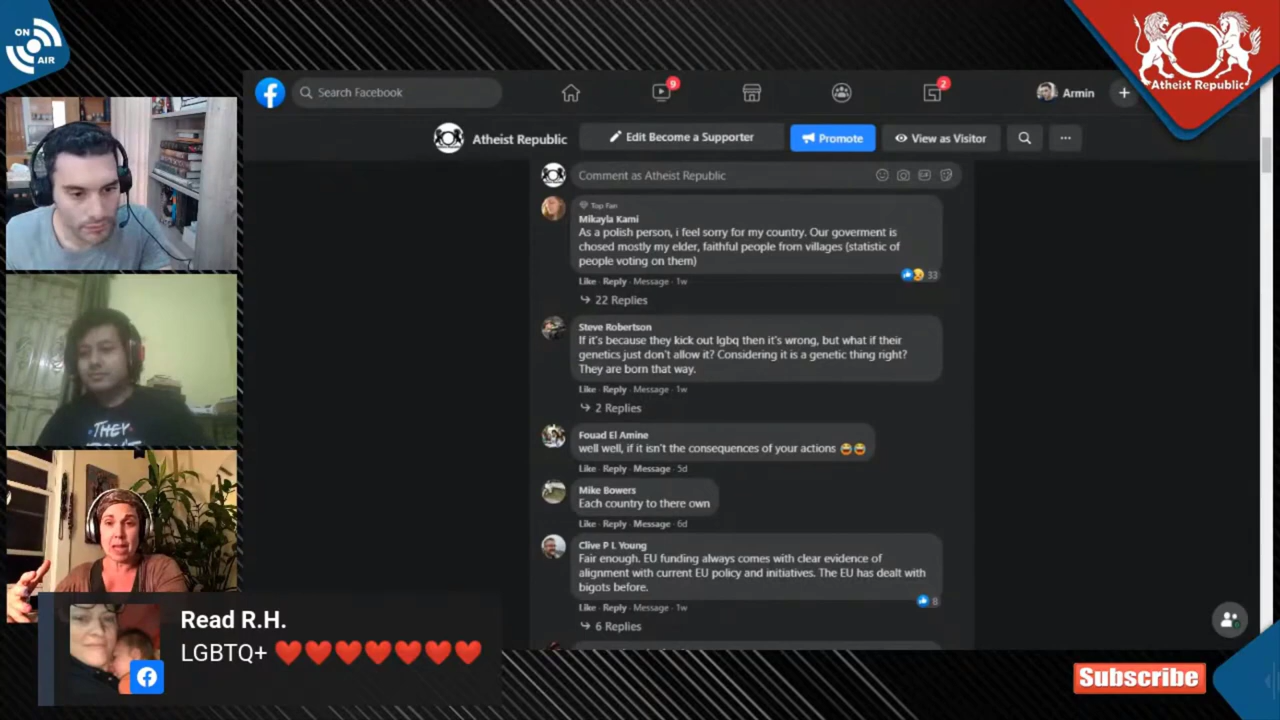 ON
AIR
Search Facebook
9
2
Armin
Atheist Republic
Atheist Republic
Edit Become a Supporter
Promote
View as Visitor
Comment as Atheist Republic
GIF
Top Fan
Mikayla Kami
As a polish person, i feel sorry for my country. Our goverment is
chosed mostly my elder, faithful people from villages (statistic of
people voting on them)
33
Like · Reply · Message · 1w
22 Replies
Steve Robertson
If it's because they kick out lgbq then it's wrong, but what if their
genetics just don't allow it? Considering it is a genetic thing right?
They are born that way.
Like · Reply · Message · 1w
2 Replies
Fouad El Amine
well well, if it isn't the consequences of your actions 😂😂
Like · Reply · Message · 5d
Mike Bowers
Each country to there own
Like · Reply · Message · 6d
Clive P L Young
Fair enough. EU funding always comes with clear evidence of
alignment with current EU policy and initiatives. The EU has dealt with
bigots before.
8
Like · Reply · Message · 1w
6 Replies
THEY
Read R.H.
LGBTQ+ ❤️❤️❤️❤️❤️❤️❤️
Subscribe